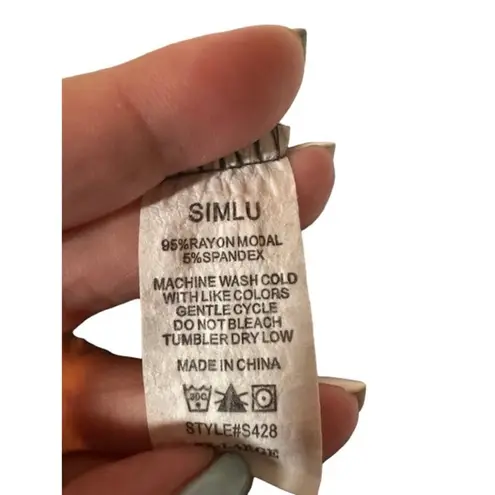 SIMLU
95%RAYON MODAL
5%SPANDEX
MACHINE WASH COLD
WITH LIKE COLORS
GENTLE CYCLE
DO NOT BLEACH
TUMBLER DRY LOW
MADE IN CHINA
STYLE#S428